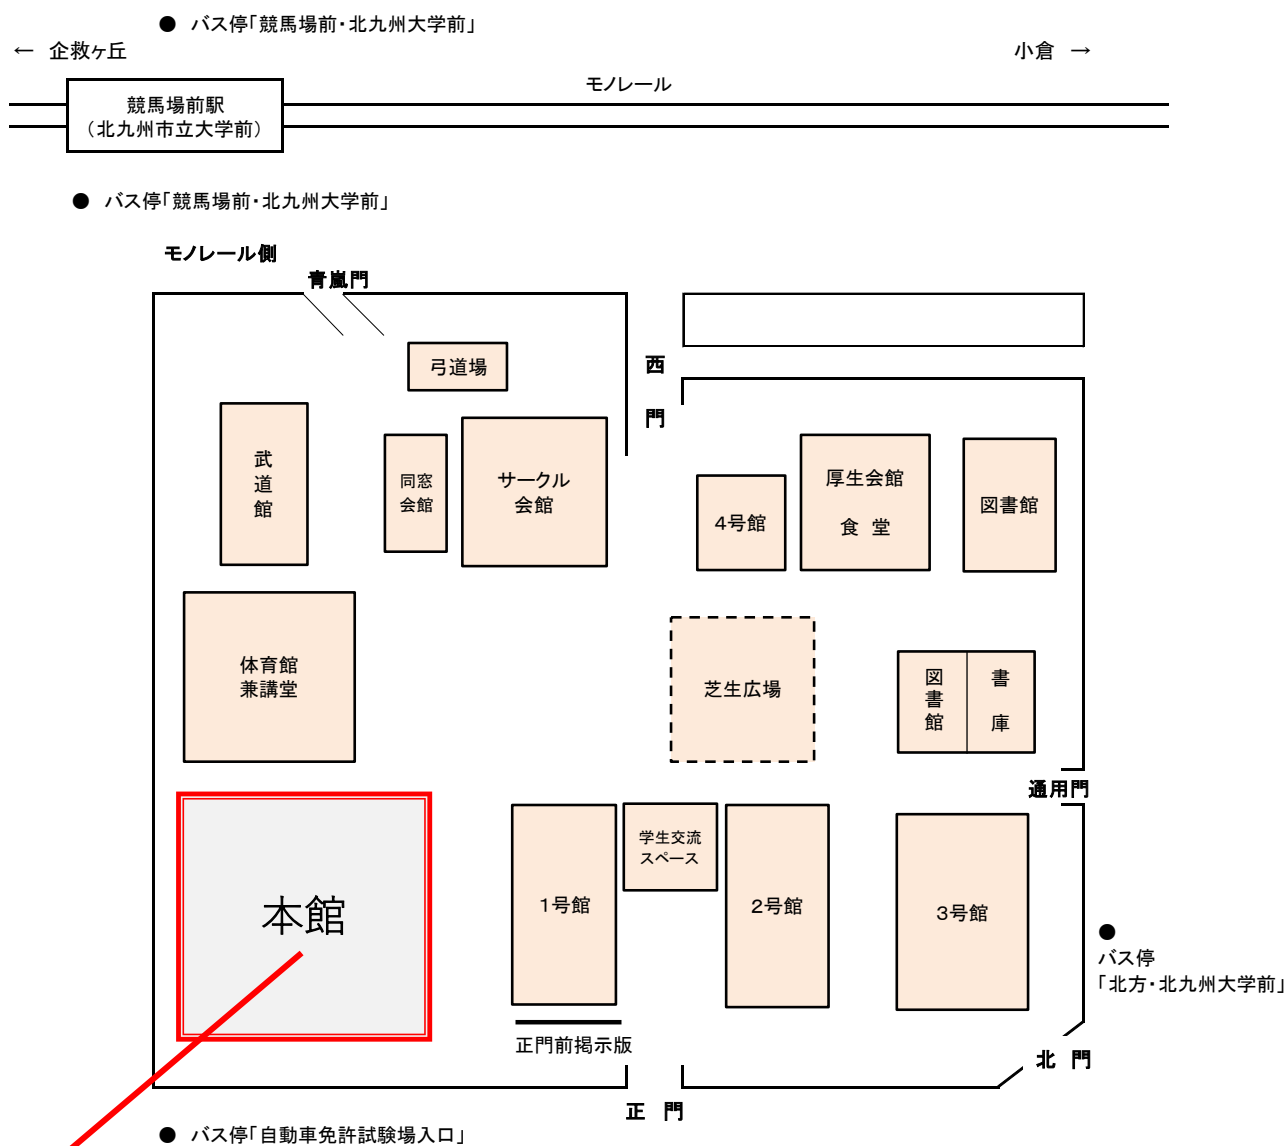 ● バス停「競馬場前・北九州大学前」
← 企救ヶ丘
小倉 →
モノレール
競馬場前駅
（北九州市立大学前）
● バス停「競馬場前・北九州大学前」
モノレール側
青嵐門
弓道場
西
門
武
道
館
同窓
会館
サークル
会館
4号館
厚生会館
食 堂
図書館
体育館
兼講堂
芝生広場
図
書
館
書
庫
通用門
本館
1号館
学生交流
スペース
2号館
3号館
●
バス停
「北方・北九州大学前」
正門前掲示版
北 門
正 門
● バス停「自動車免許試験場入口」